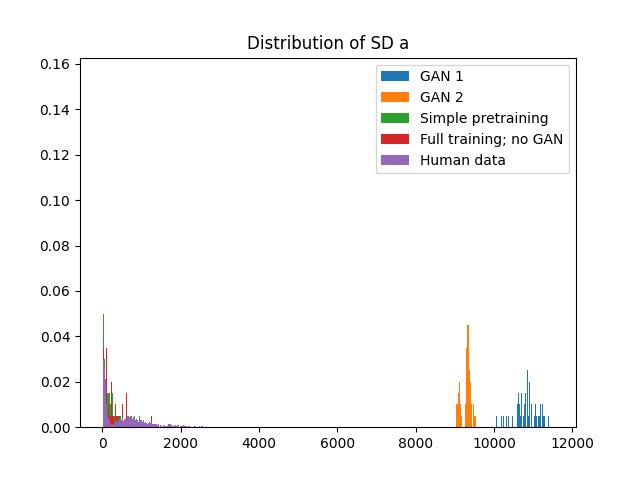 Distribution of SD a
0.16
0.14
0.12
0.10
0.08
0.06
0.04
0.02
0.00
GAN 1
GAN 2
Simple pretraining
Full training; no GAN
Human data
0 2000 4000 6000 8000 10000 12000